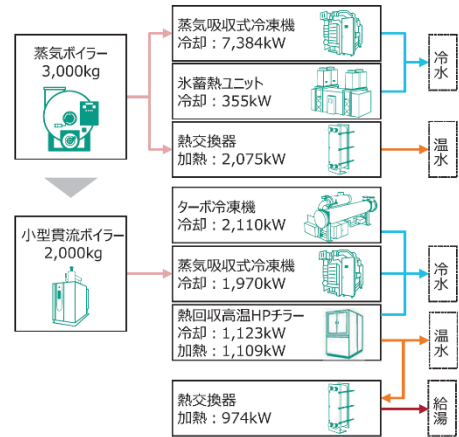 蒸気ボイラー
3,000kg
蒸気吸収式冷凍機
冷却：7,384kW
氷蓄熱ユニット
冷却：355kW
熱交換器
加熱：2,075kW
冷水
温水
小型貫流ボイラー
2,000kg
ターボ冷凍機
冷却：2,110kW
蒸気吸収式冷凍機
冷却：1,970kW
熱回収高温HPチラー
冷却：1,123kW
加熱：1,109kW
熱交換器
加熱：974kW
冷水
温水
給湯